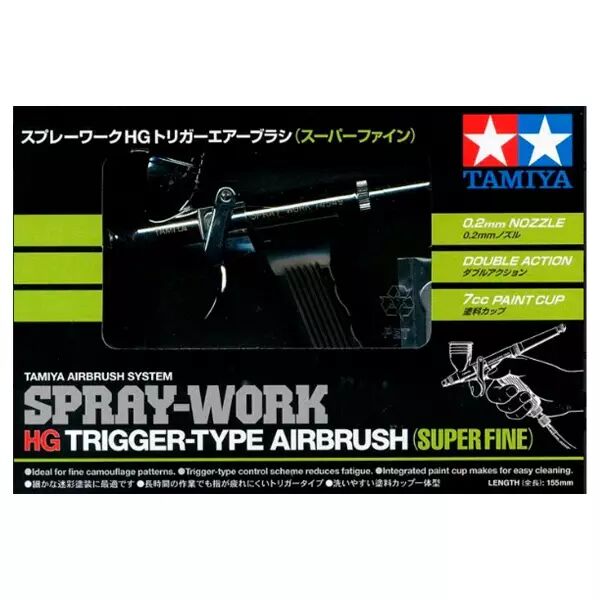 スプレーワークHGトリガーエアーブラシ(スーパーファイン)
TAMIYA
TAMIYA
SPRAY-WORK
0.2mm NOZZLE
0.2mmノズル
DOUBLE ACTION
ダブルアクション
7cc PAINT CUP
塗料カップ
PET
TAMIYA AIRBRUSH SYSTEM
SPRAY-WORK
HG TRIGGER-TYPE AIRBRUSH (SUPER FINE)
●Ideal for fine camouflage patterns. ●Trigger-type control scheme reduces fatigue. ●Integrated paint cup makes for easy cleaning.
●細かな迷彩塗装に最適です ●長時間の作業でも指が疲れにくいトリガータイプ ●洗いやすい塗料カップ一体型
LENGTH (全長): 155mm